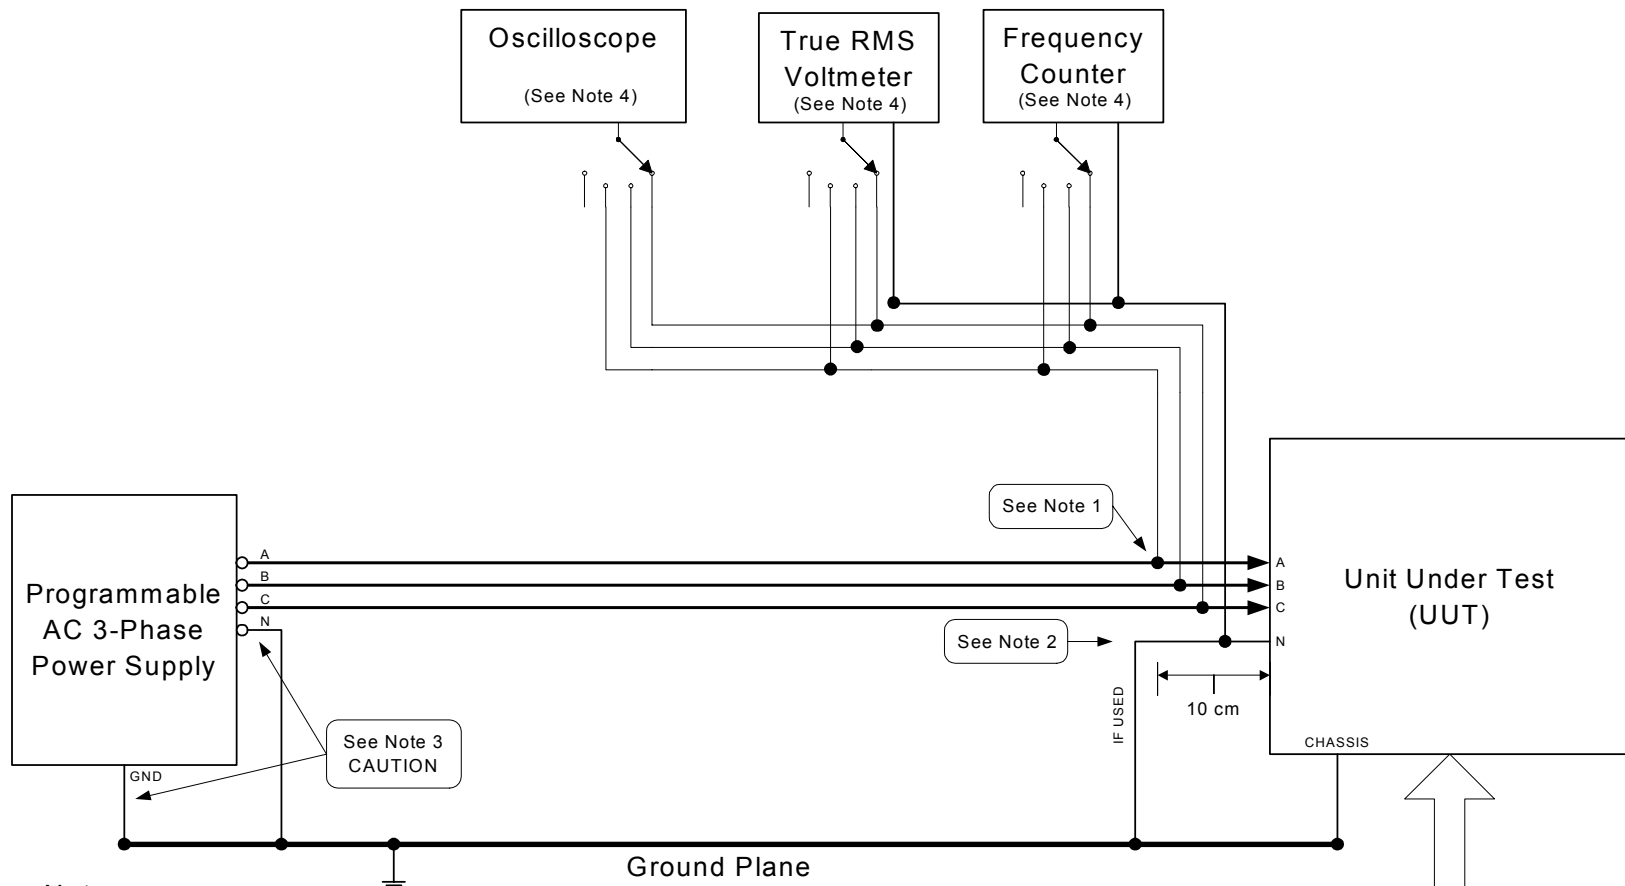 Oscilloscope
(See Note 4)
True RMS
Voltmeter
(See Note 4)
Frequency
Counter
(See Note 4)
See Note 1
Programmable
AC 3-Phase
Power Supply
A
B
C
N
GND
See Note 3
CAUTION
See Note 2
IF USED
10 cm
A
B
C
N
Unit Under Test
(UUT)
CHASSIS
Ground Plane